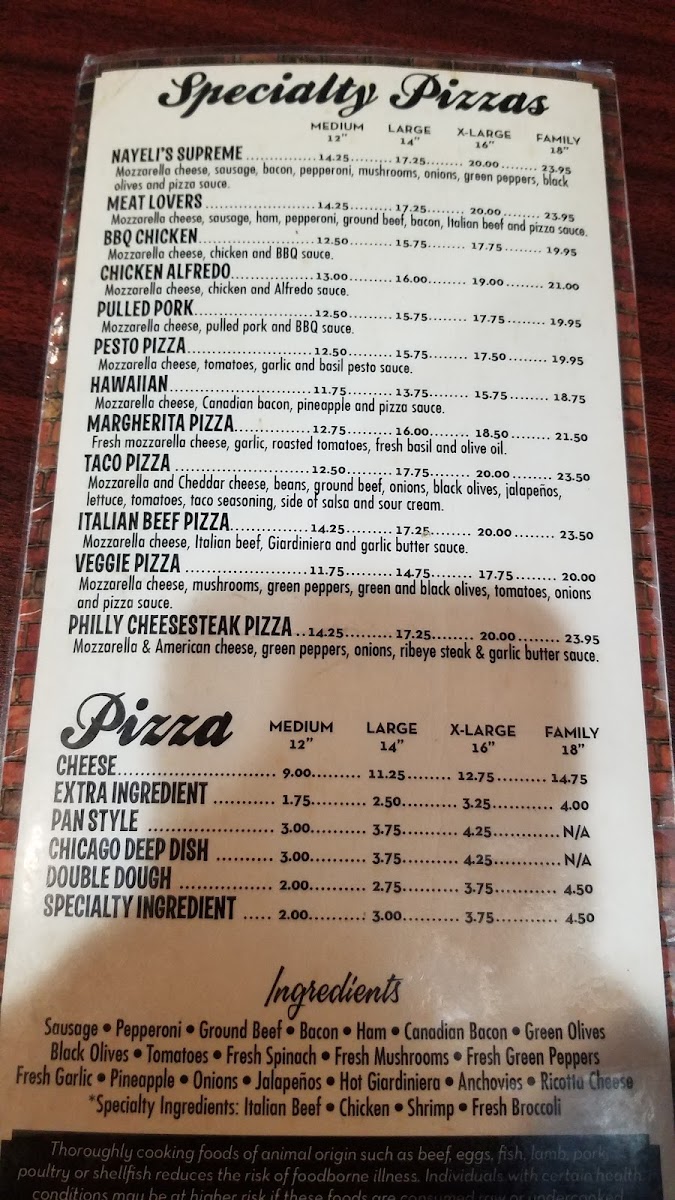 Specialty Pizzas
MEDIUM 12" LARGE 14" X-LARGE 16" FAMILY 18"
NAYELI'S SUPREME .............. 14.25........ 17.25........ 20.00........ 23.95
Mozzarella cheese, sausage, bacon, pepperoni, mushrooms, onions, green peppers, black
olives and pizza sauce.
MEAT LOVERS ...................... 14.25........ 17.25........ 20.00........ 23.95
Mozzarella cheese, sausage, ham, pepperoni, ground beef, bacon, Italian beef and pizza sauce.
BBQ CHICKEN....................... 12.50........ 15.75........ 17.75........ 19.95
Mozzarella cheese, chicken and BBQ sauce.
CHICKEN ALFREDO................ 13.00......... 16.00........ 19.00........ 21.00
Mozzarella cheese, chicken and Alfredo sauce.
PULLED PORK....................... 12.50......... 15.75........ 17.75........ 19.95
Mozzarella cheese, pulled pork and BBQ sauce.
PESTO PIZZA........................ 12.50......... 15.75........ 17.50........ 19.95
Mozzarella cheese, tomatoes, garlic and basil pesto sauce.
HAWAIIAN........................... 11.75......... 13.75........ 15.75........ 18.75
Mozzarella cheese, Canadian bacon, pineapple and pizza sauce.
MARGHERITA PIZZA............... 12.75......... 16.00........ 18.50........ 21.50
Fresh mozzarella cheese, garlic, roasted tomatoes, fresh basil and olive oil.
TACO PIZZA ......................... 12.50......... 17.75........ 20.00........ 23.50
Mozzarella and Cheddar cheese, beans, ground beef, onions, black olives, jalapeños,
lettuce, tomatoes, taco seasoning, side of salsa and sour cream.
ITALIAN BEEF PIZZA............... 14.25......... 17.25........ 20.00........ 23.50
Mozzarella cheese, Italian beef, Giardiniera and garlic butter sauce.
VEGGIE PIZZA ....................... 11.75......... 14.75........ 17.75........ 20.00
Mozzarella cheese, mushrooms, green peppers, green and black olives, tomatoes, onions
and pizza sauce.
PHILLY CHEESESTEAK PIZZA .. 14.25......... 17.25........ 20.00........ 23.95
Mozzarella & American cheese, green peppers, onions, ribeye steak & garlic butter sauce.
Pizza MEDIUM 12" LARGE 14" X-LARGE 16" FAMILY 18"
CHEESE............................. 9.00......... 11.25........ 12.75......... 14.75
EXTRA INGREDIENT ........... 1.75.......... 2.50......... 3.25.......... 4.00
PAN STYLE ....................... 3.00.......... 3.75......... 4.25........... N/A
CHICAGO DEEP DISH .......... 3.00.......... 3.75......... 4.25........... N/A
DOUBLE DOUGH ................ 2.00.......... 2.75......... 3.75.......... 4.50
SPECIALTY INGREDIENT ..... 2.00.......... 3.00......... 3.75.......... 4.50
Ingredients
Sausage • Pepperoni • Ground Beef • Bacon • Ham • Canadian Bacon • Green Olives
Black Olives • Tomatoes • Fresh Spinach • Fresh Mushrooms • Fresh Green Peppers
Fresh Garlic • Pineapple • Onions • Jalapeños • Hot Giardiniera • Anchovies • Ricotta Cheese
*Specialty Ingredients: Italian Beef • Chicken • Shrimp • Fresh Broccoli
Thoroughly cooking foods of animal origin such as beef, eggs, fish, lamb, pork,
poultry or shellfish reduces the risk of foodborne illness. Individuals with certain health
conditions may be at higher risk if these foods are